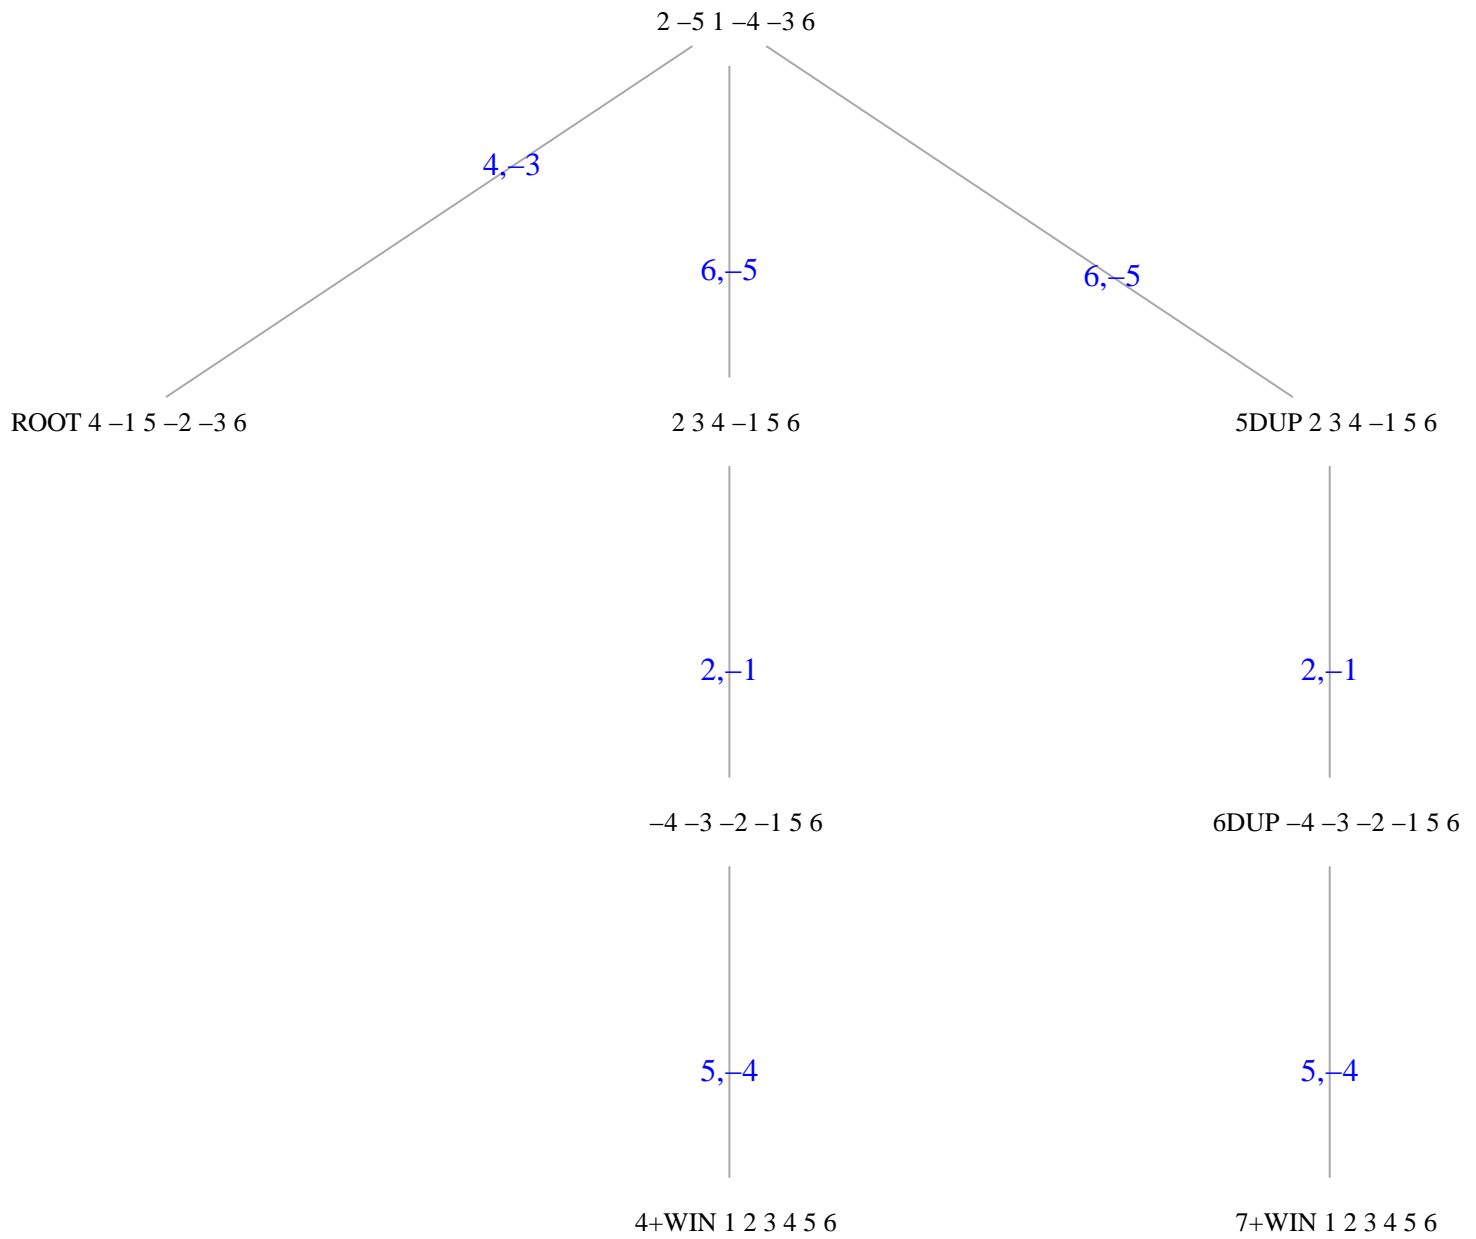 2 –5 1 –4 –3 6
4,–3
6,–5
6,–5
ROOT 4 –1 5 –2 –3 6
2 3 4 –1 5 6
5DUP 2 3 4 –1 5 6
2,–1
2,–1
–4 –3 –2 –1 5 6
6DUP –4 –3 –2 –1 5 6
5,–4
5,–4
4+WIN 1 2 3 4 5 6
7+WIN 1 2 3 4 5 6